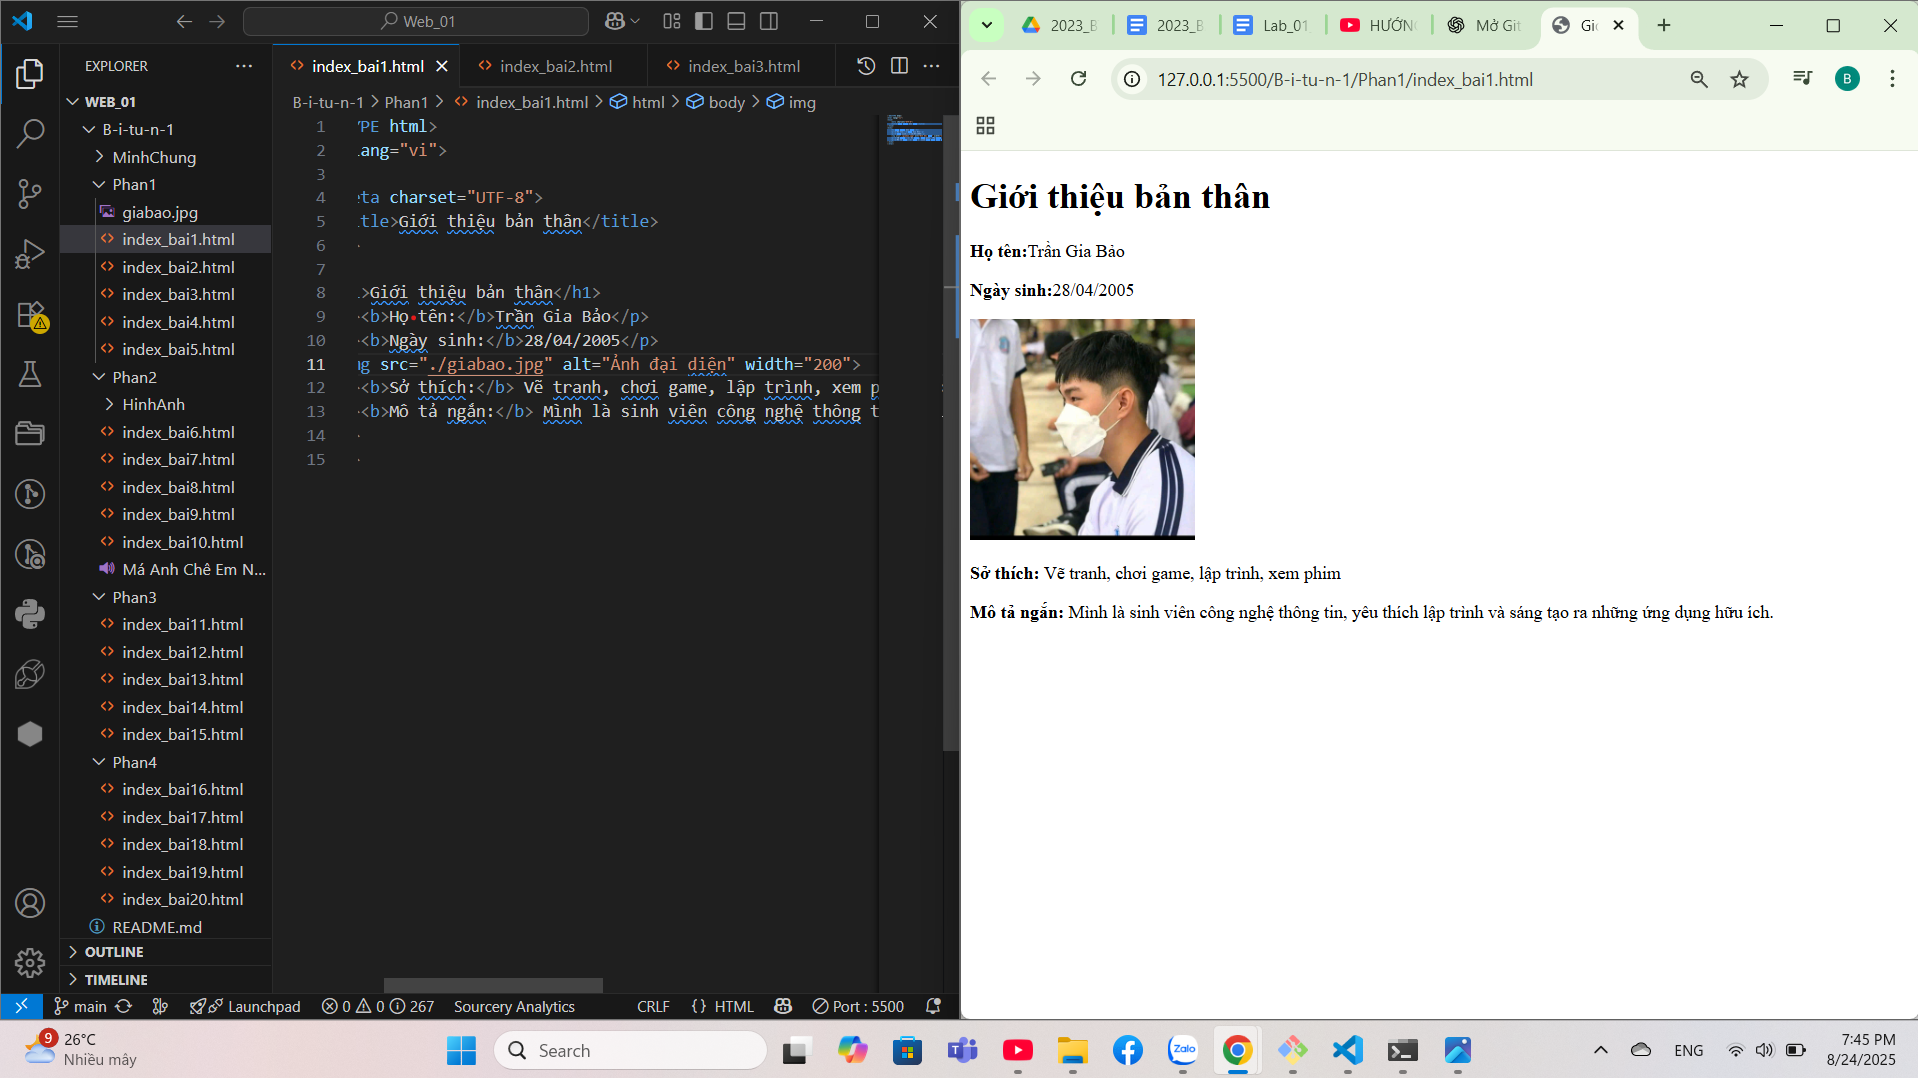 Web_01
EXPLORER
WEB_01
B-i-tu-n-1
MinhChung
Phan1
giabao.jpg
index_bai1.html
index_bai2.html
index_bai3.html
index_bai4.html
index_bai5.html
Phan2
HinhAnh
index_bai6.html
index_bai7.html
index_bai8.html
index_bai9.html
index_bai10.html
Má Anh Chê Em N...
Phan3
index_bai11.html
index_bai12.html
index_bai13.html
index_bai14.html
index_bai15.html
Phan4
index_bai16.html
index_bai17.html
index_bai18.html
index_bai19.html
index_bai20.html
README.md
OUTLINE
TIMELINE
index_bai1.html index_bai2.html index_bai3.html
B-i-tu-n-1 > Phan1 > index_bai1.html > html > body > img
1 YPE html>
2 lang="vi">
3
4 eta charset="UTF-8">
5 tle>Giới thiệu bản thân</title>
6
7
8 >Giới thiệu bản thân</h1>
9 <b>Họ tên:</b>Trần Gia Bảo</p>
10 <b>Ngày sinh:</b>28/04/2005</p>
11 g src="./giabao.jpg" alt="Ảnh đại diện" width="200">
12 <b>Sở thích:</b> Vẽ tranh, chơi game, lập trình, xem p
13 <b>Mô tả ngắn:</b> Mình là sinh viên công nghệ thông t
14
15
main Launchpad 0 0 267 Sourcery Analytics CRLF {} HTML Port : 5500
2023_B 2023_B Lab_01_ HƯỚN Mở Git Giớ
127.0.0.1:5500/B-i-tu-n-1/Phan1/index_bai1.html
B
Giới thiệu bản thân
Họ tên:Trần Gia Bảo
Ngày sinh:28/04/2005
Sở thích: Vẽ tranh, chơi game, lập trình, xem phim
Mô tả ngắn: Mình là sinh viên công nghệ thông tin, yêu thích lập trình và sáng tạo ra những ứng dụng hữu ích.
9
26°C
Nhiều mây
Search
Zalo
ENG
7:45 PM
8/24/2025